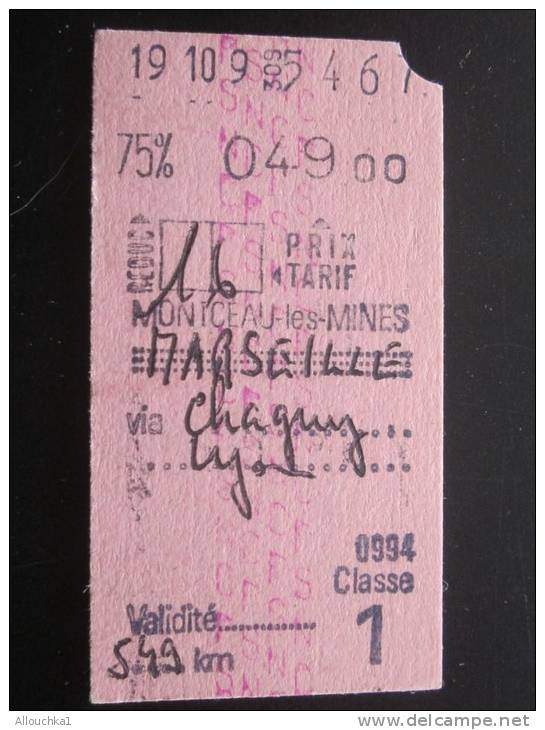 19 10 9 309 5 4 6 7
75% 049 00
REDUC 16 PRIX
TARIF
MONTCEAU-les-MINES
MARSEILLE
via Chagny
Lyon
0994
Classe
Validité 1
549 km
Allouchka1
www.delcampe.net